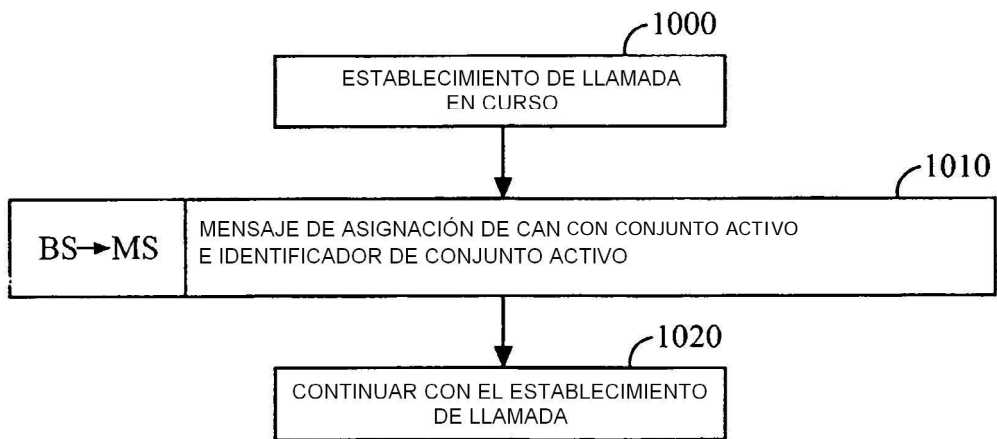 1000
ESTABLECIMIENTO DE LLAMADA
EN CURSO
1010
BS→MS
MENSAJE DE ASIGNACIÓN DE CAN CON CONJUNTO ACTIVO
E IDENTIFICADOR DE CONJUNTO ACTIVO
1020
CONTINUAR CON EL ESTABLECIMIENTO
DE LLAMADA